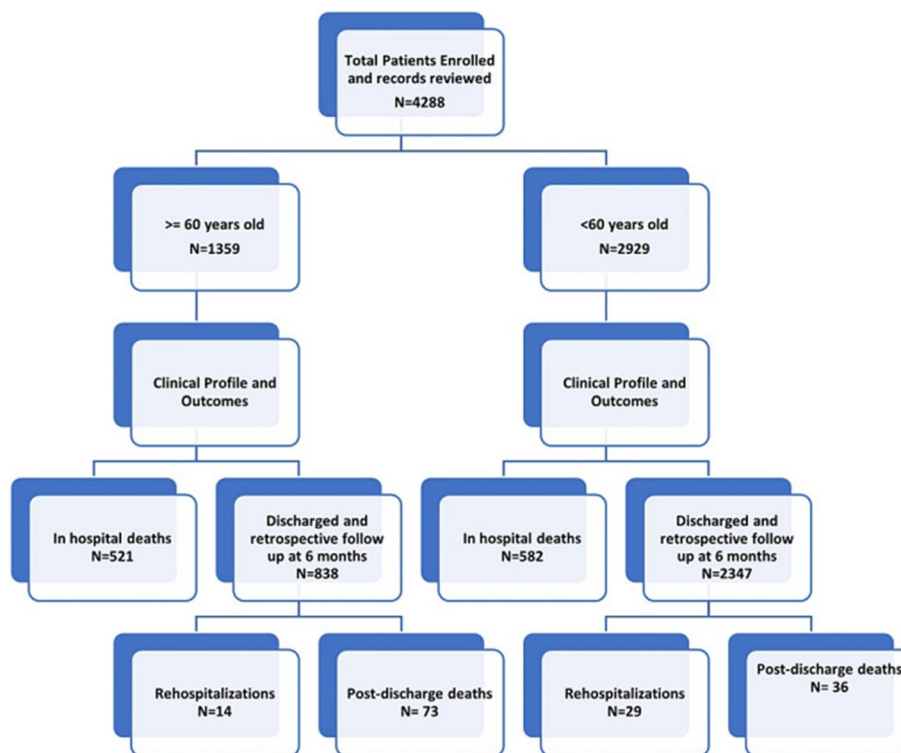 Total Patients Enrolled
and records reviewed
N=4288
>= 60 years old
N=1359
<60 years old
N=2929
Clinical Profile and
Outcomes
Clinical Profile and
Outcomes
In hospital deaths
N=521
Discharged and
retrospective follow
up at 6 months
N=838
In hospital deaths
N=582
Discharged and
retrospective follow
up at 6 months
N=2347
Rehospitalizations
N=14
Post-discharge deaths
N= 73
Rehospitalizations
N=29
Post-discharge deaths
N= 36